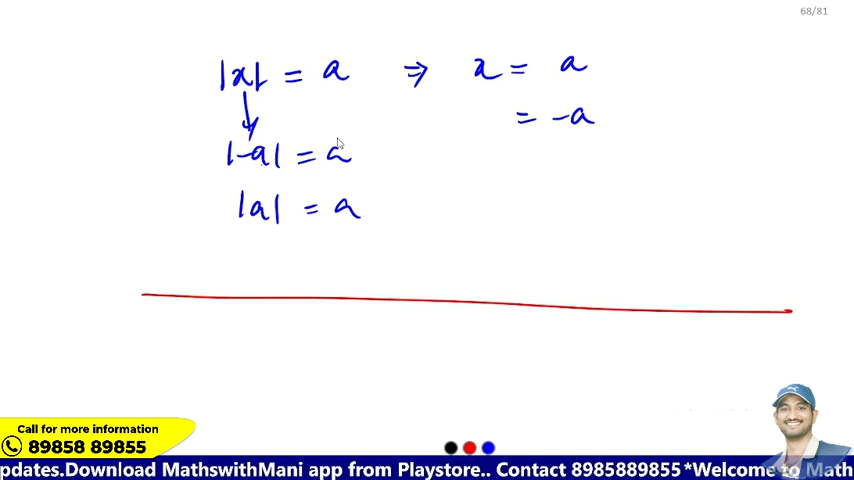 68/81
|x| = a ⇒ x = a
= -a
|-a| = a
|a| = a
Call for more information
89858 89855
pdates.Download MathswithMani app from Playstore.. Contact 8985889855*Welcome to Math